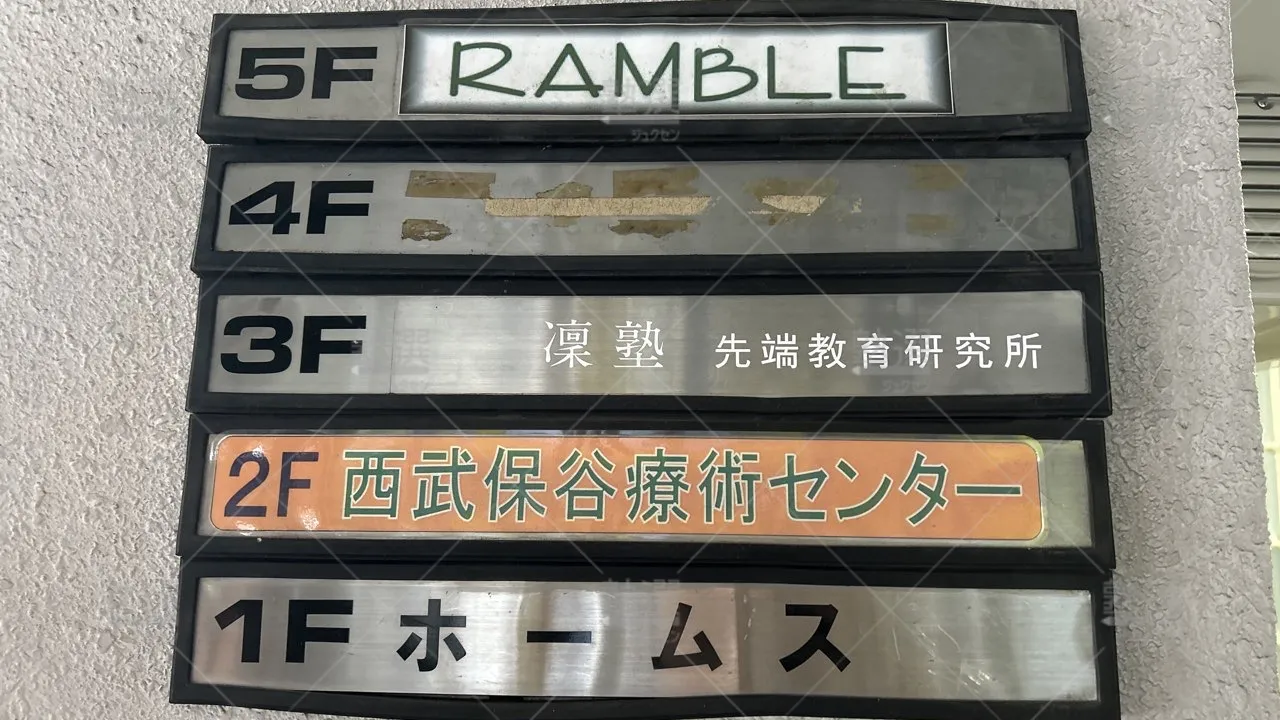 5F RAMBLE
4F
3F 凜塾 先端教育研究所
2F 西武保谷療術センター
1F ホームス